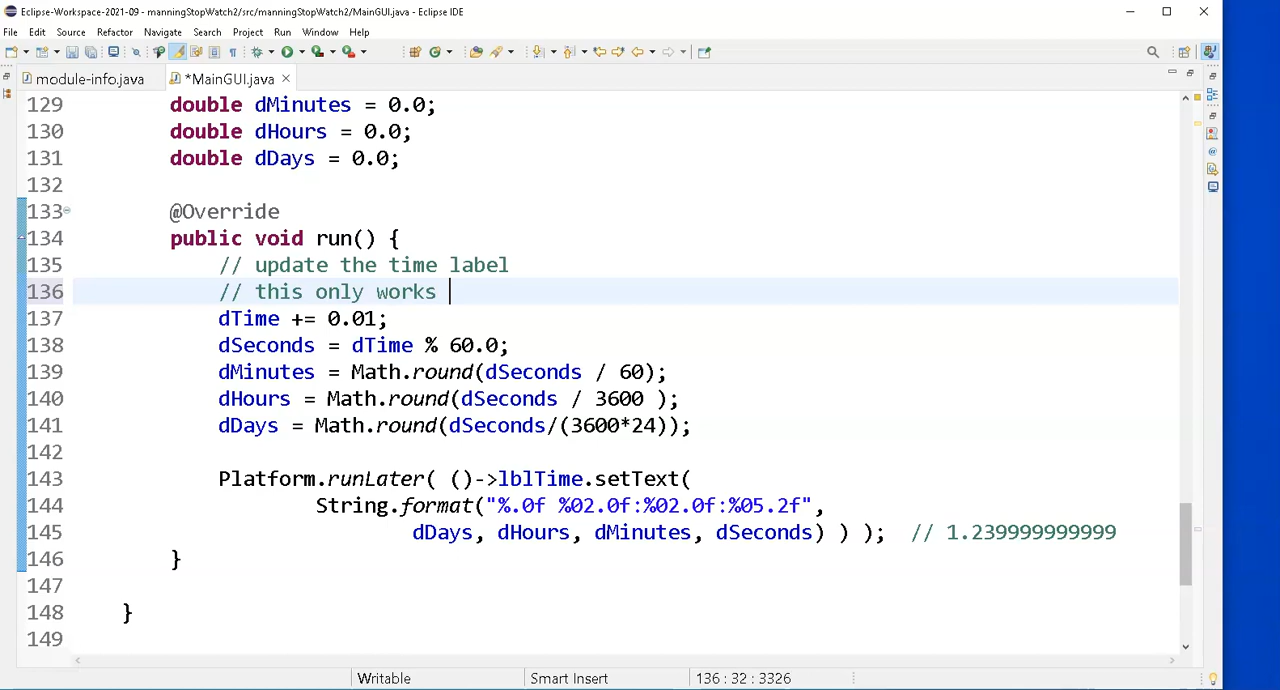 Eclipse-Workspace-2021-09 - manningStopWatch2/src/manningStopWatch2/MainGUI.java - Eclipse IDE
File Edit Source Refactor Navigate Search Project Run Window Help
module-info.java *MainGUI.java
129 double dMinutes = 0.0;
130 double dHours = 0.0;
131 double dDays = 0.0;
132
133 @Override
134 public void run() {
135 // update the time label
136 // this only works
137 dTime += 0.01;
138 dSeconds = dTime % 60.0;
139 dMinutes = Math.round(dSeconds / 60);
140 dHours = Math.round(dSeconds / 3600 );
141 dDays = Math.round(dSeconds/(3600*24));
142
143 Platform.runLater( ()->lblTime.setText(
144 String.format("%.0f %02.0f:%02.0f:%05.2f",
145 dDays, dHours, dMinutes, dSeconds) ) ); // 1.239999999999
146 }
147
148 }
149
Writable Smart Insert 136 : 32 : 3326